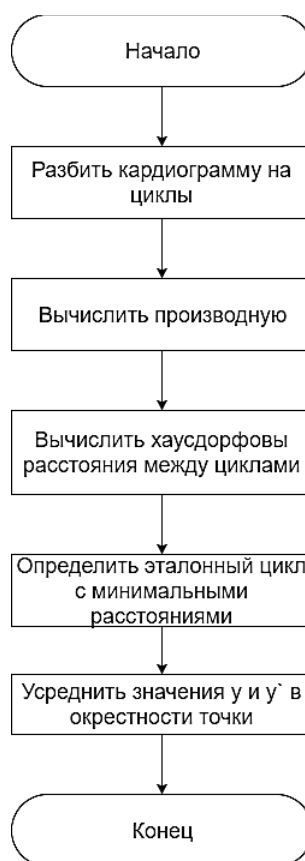 Начало
Разбить кардиограмму на
циклы
Вычислить производную
Вычислить хаусдорфовы
расстояния между циклами
Определить эталонный цикл
с минимальными
расстояниями
Усреднить значения y и y` в
окрестности точки
Конец